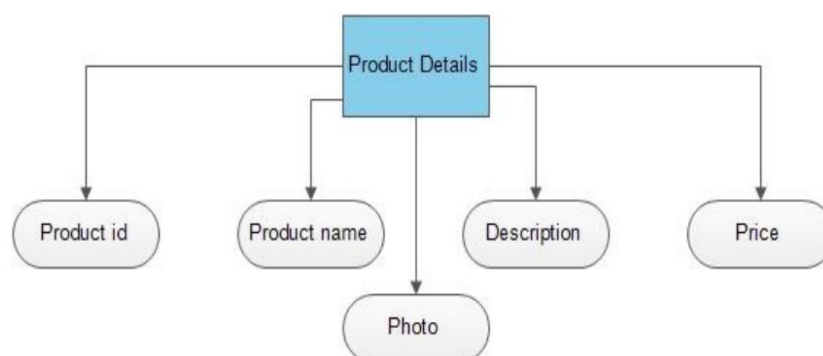 Product Details
Product id
Product name
Description
Price
Photo